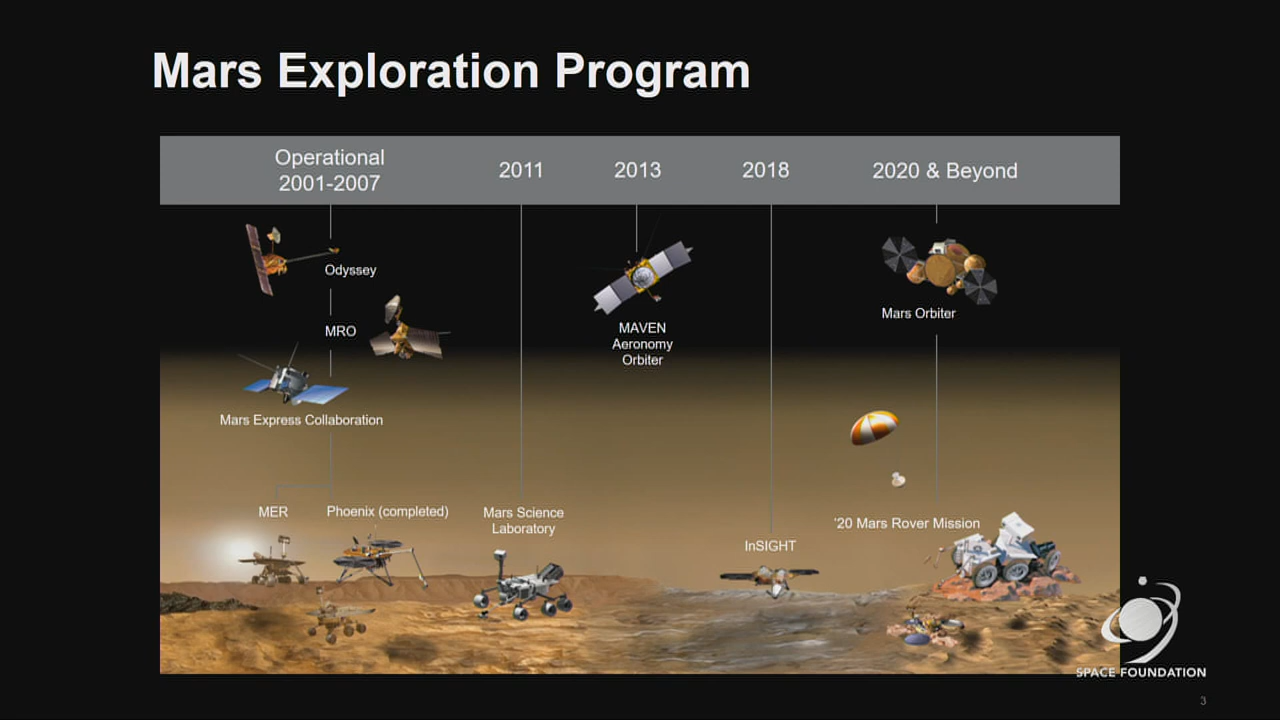 Mars Exploration Program
Operational
2001-2007
2011
2013
2018
2020 & Beyond
Odyssey
MRO
Mars Express Collaboration
MAVEN
Aeronomy
Orbiter
Mars Orbiter
MER
Phoenix (completed)
Mars Science
Laboratory
InSIGHT
'20 Mars Rover Mission
SPACE FOUNDATION
3